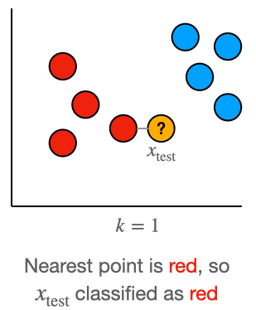 ?
x_test
k = 1
Nearest point is red, so
x_test classified as red